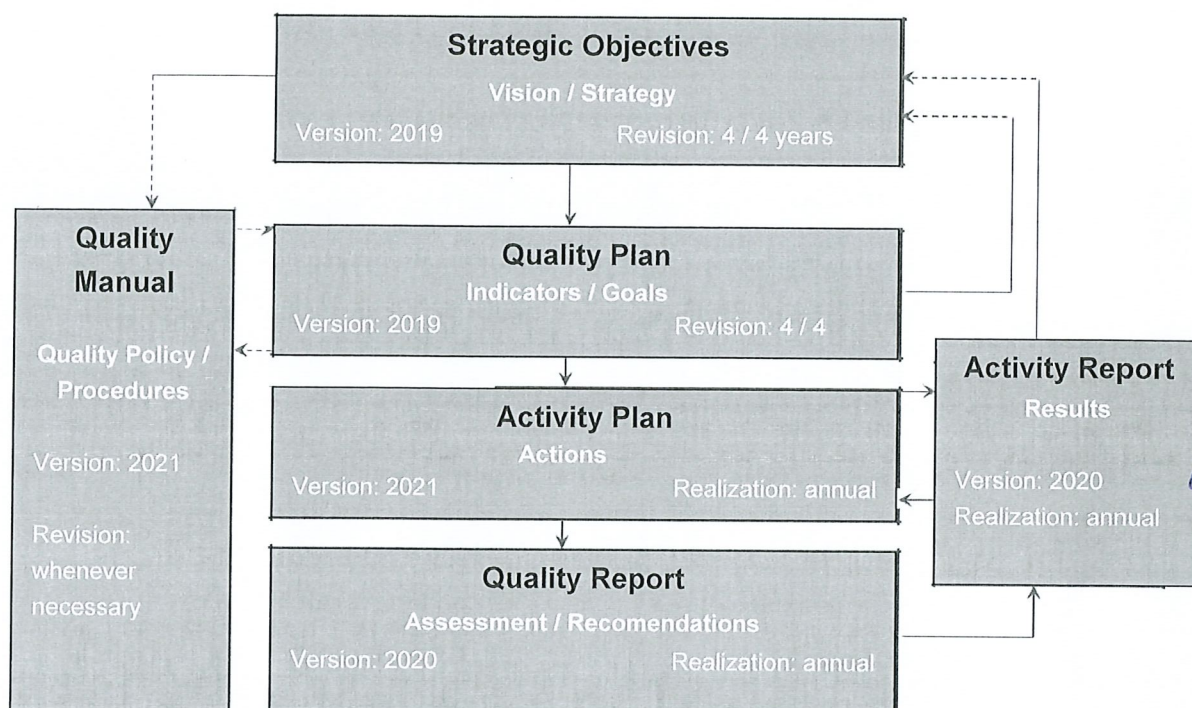 Strategic Objectives
Vision / Strategy
Version: 2019 Revision: 4 / 4 years
Quality
Manual
Quality Policy /
Procedures
Version: 2021
Revision:
whenever
necessary
Quality Plan
Indicators / Goals
Version: 2019 Revision: 4 / 4
Activity Plan
Actions
Version: 2021 Realization: annual
Activity Report
Results
Version: 2020
Realization: annual
Quality Report
Assessment / Recomendations
Version: 2020 Realization: annual